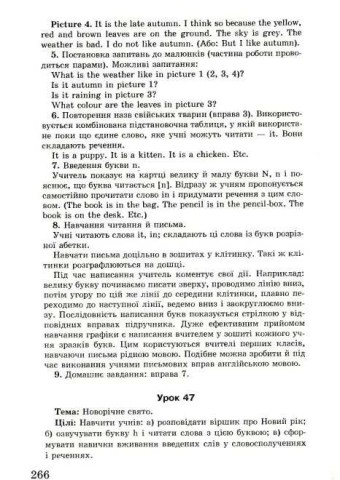 Picture 4. It is the late autumn. I think so because the yellow,
red and brown leaves are on the ground. The sky is grey. The
weather is bad. I do not like autumn. (Або: But I like autumn).
5. Постановка запитань до малюнків (частина роботи прово-
диться парами). Можливі запитання:
What is the weather like in picture 1 (2, 3, 4)?
Is it autumn in picture 1?
Is it raining in picture 3?
What colour are the leaves in picture 3?
6. Повторення назв свійських тварин (вправа 3). Використо-
вується комбінована підстановочна таблиця, у якій використа-
не поки що єдине слово, яке учні можуть читати — it. Вони
складають речення.
It is a puppy. It is a kitten. It is a chicken. Etc.
7. Введення букви n.
Учитель показує на картці велику й малу букви N, n і по-
яснює, що буква читається [n]. Відразу ж учням пропонується
самостійно прочитати слово in і придумати речення з цим сло-
вом. (The book is in the bag. The pencil is in the pencil-box. The
book is on the desk. Etc.)
8. Навчання читання й письма.
Учні читають слова it, in; складають ці слова із букв розріз-
ної абетки.
Навчати письма доцільно в зошитах у клітинку. Такі ж клі-
тинки розграфлюються на дошці.
Під час написання учитель коментує свої дії. Наприклад:
велику букву починаємо писати зверху, проводимо лінію вниз,
потім угору по цій же лінії до середини клітинки, плавно пе-
реходимо до наступної лінії, ведемо вниз і заокруглюємо вни-
зу. Послідовність написання букв показується стрілкою у від-
повідних вправах підручника. Дуже ефективним прийомом
навчання графіки є написання вчителем у зошиті кожного уч-
ня зразків букв. Цим користуються вчителі перших класів,
навчаючи письма рідною мовою. Подібне можна зробити й під
час виконання учнями письмових вправ англійською мовою.
9. Домашнє завдання: вправа 7.
Урок 47
Тема: Новорічне свято.
Цілі: Навчити учнів: а) розповідати віршик про Новий рік;
б) озвучувати букву h і читати слова з цією буквою; в) сфор-
мувати навички вживання введених слів у словосполученнях
і реченнях.
266